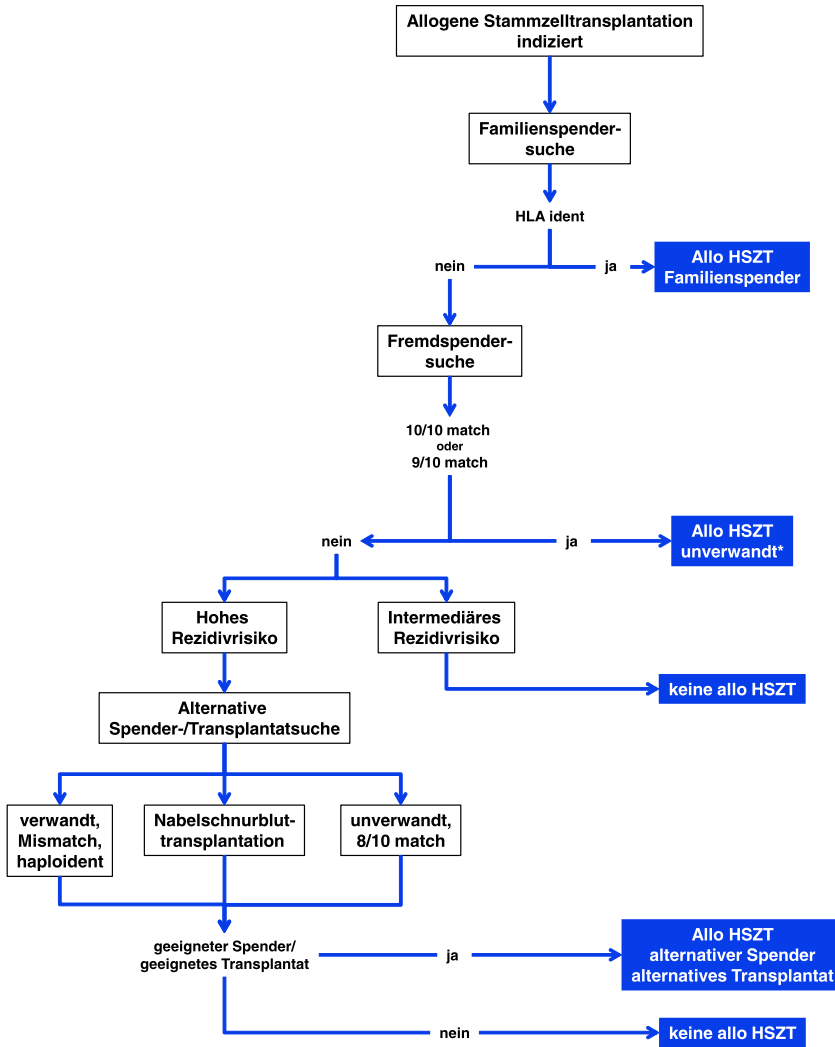 Allogene Stammzelltransplantation
indiziert
Familienspender-
suche
HLA ident
nein
ja
Allo HSZT
Familienspender
Fremdspender-
suche
10/10 match
oder
9/10 match
nein
ja
Allo HSZT
unverwandt*
Hohes
Rezidivrisiko
Intermediäres
Rezidivrisiko
keine allo HSZT
Alternative
Spender-/Transplantatsuche
verwandt,
Mismatch,
haploident
Nabelschnurblut-
transplantation
unverwandt,
8/10 match
geeigneter Spender/
geeignetes Transplantat
ja
Allo HSZT
alternativer Spender
alternatives Transplantat
nein
keine allo HSZT